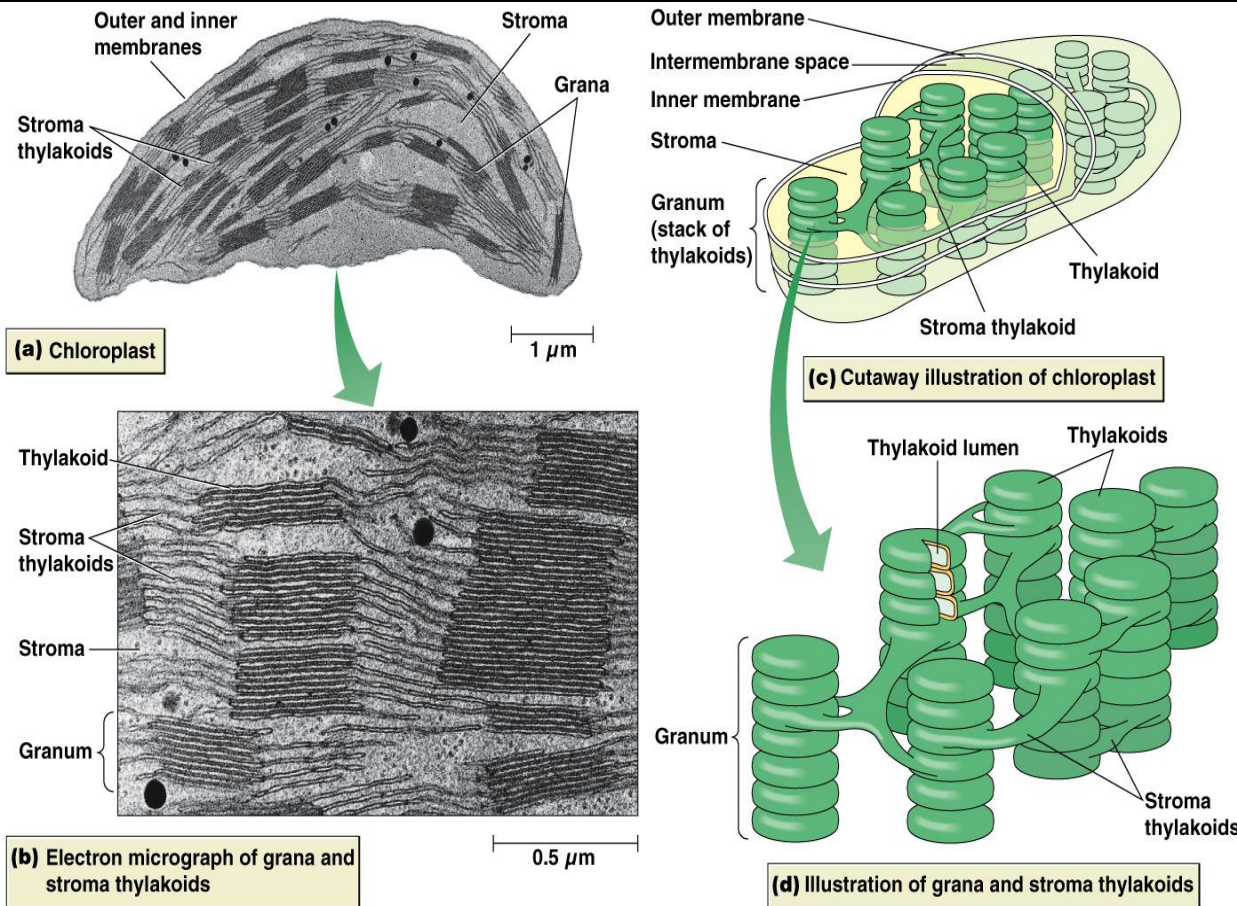 Outer and inner
membranes
Stroma
Grana
Stroma
thylakoids
1 µm
(a) Chloroplast
Outer membrane
Intermembrane space
Inner membrane
Stroma
Granum
(stack of
thylakoids)
Thylakoid
Stroma thylakoid
(c) Cutaway illustration of chloroplast
Thylakoid
Stroma
thylakoids
Stroma
Granum
0.5 µm
(b) Electron micrograph of grana and
stroma thylakoids
Thylakoid lumen
Thylakoids
Granum
Stroma
thylakoids
(d) Illustration of grana and stroma thylakoids